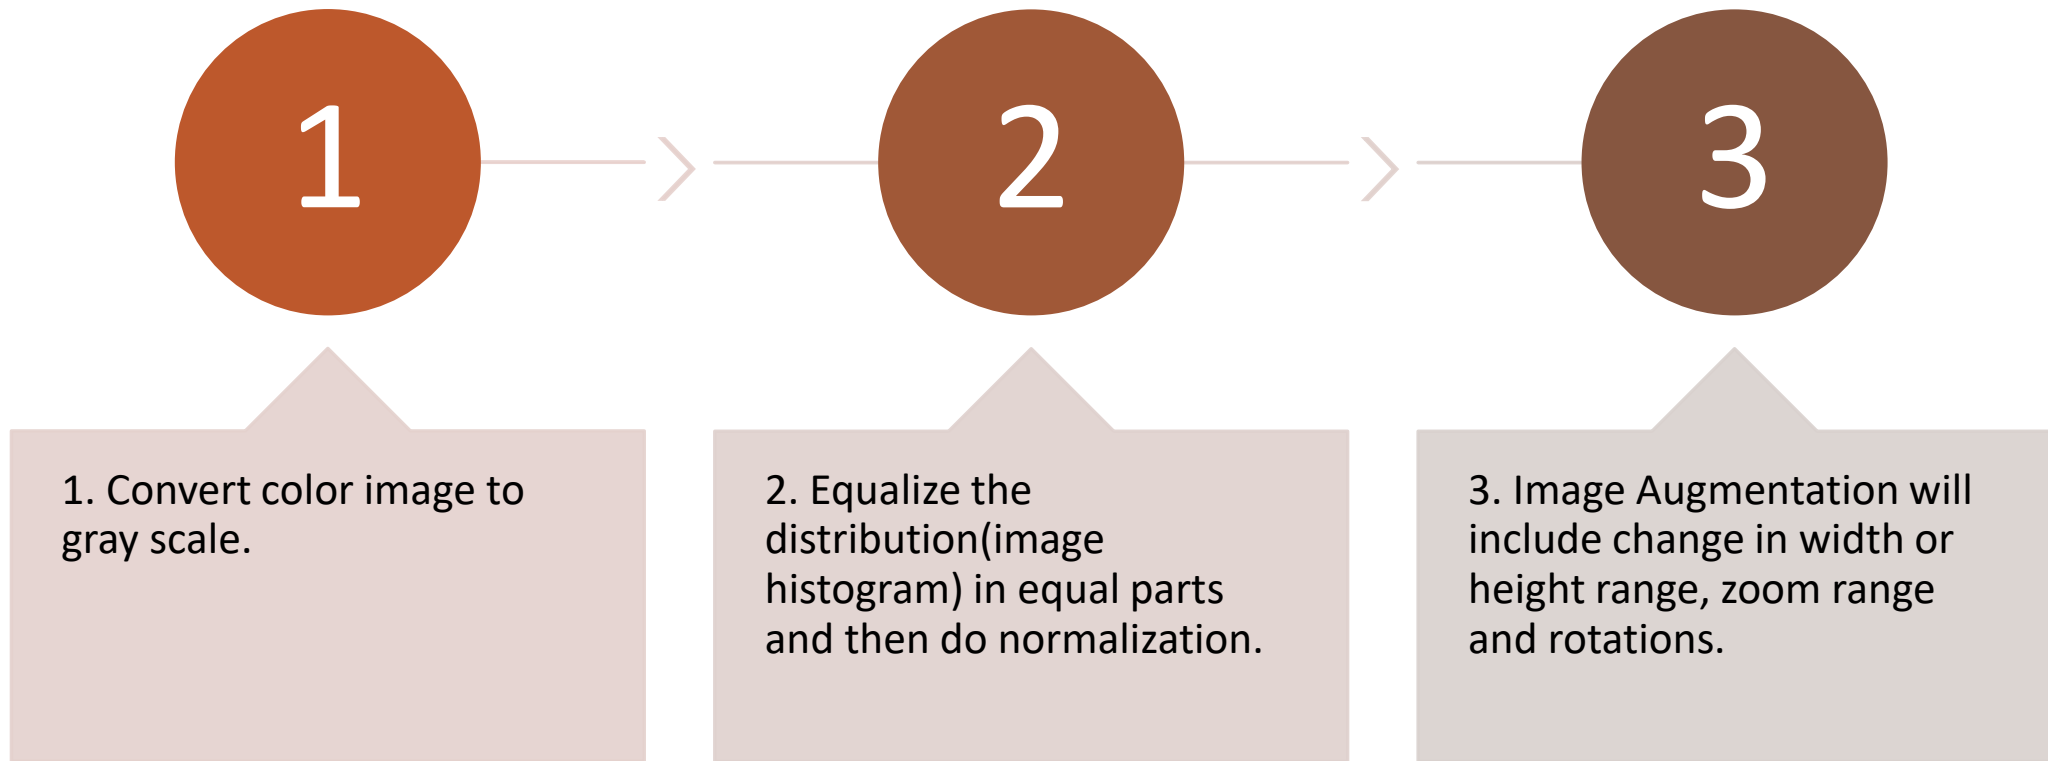 1
2
3
1. Convert color image to
gray scale.
2. Equalize the
distribution(image
histogram) in equal parts
and then do normalization.
3. Image Augmentation will
include change in width or
height range, zoom range
and rotations.